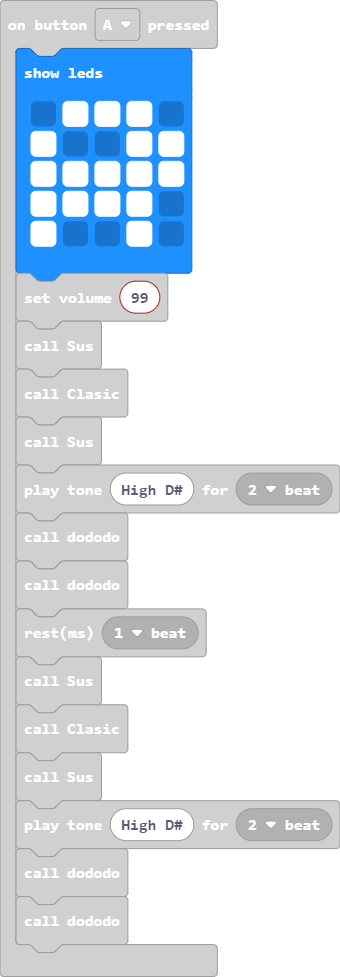 on button A pressed
show leds
set volume 99
call Sus
call Clasic
call Sus
play tone High D# for 2 beat
call dododo
call dododo
rest(ms) 1 beat
call Sus
call Clasic
call Sus
play tone High D# for 2 beat
call dododo
call dododo